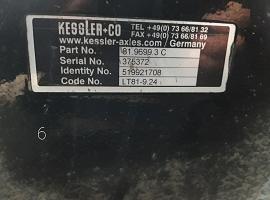 KESSLER+CO
TEL +49(0) 73 66/81 32
FAX +49(0) 73 66/81 69
www.kessler-axles.com / Germany
Part No. 81.9699.3 C
Serial No. 375372
Identity No. 519921708
Code No. LT81-9.24
6